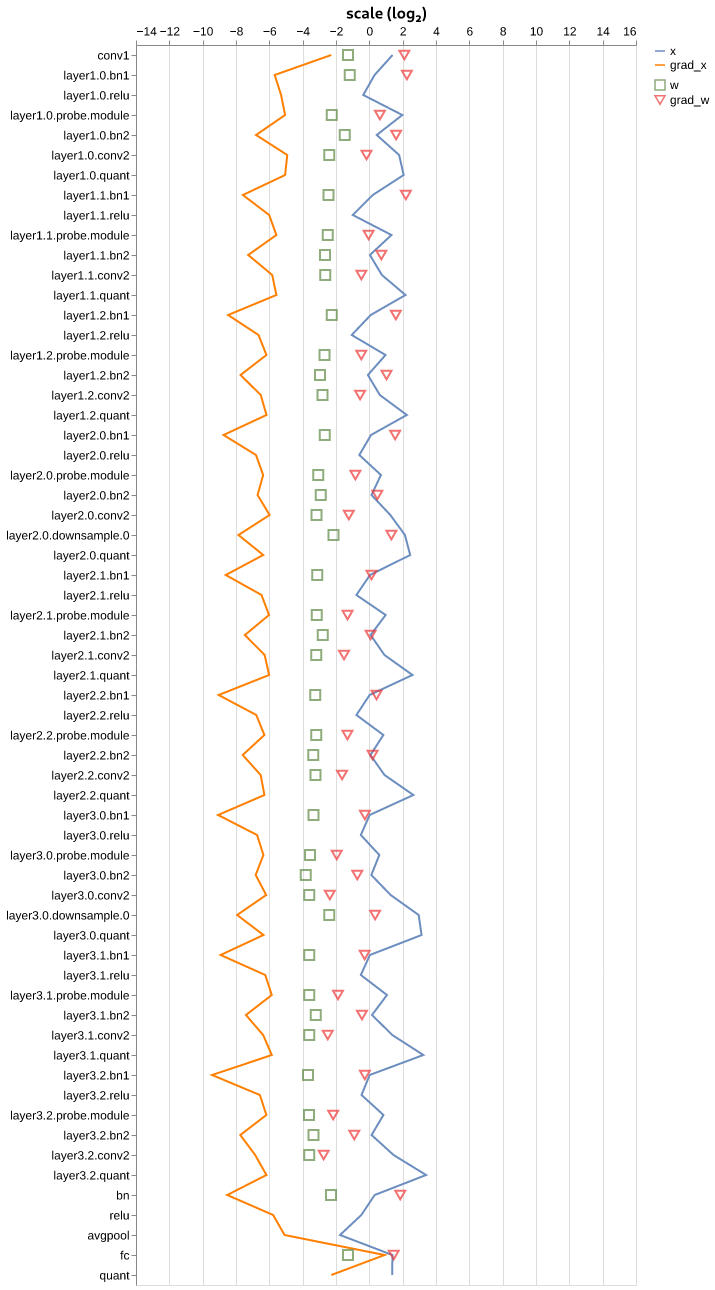 scale (log₂)
−14 −12 −10 −8 −6 −4 −2 0 2 4 6 8 10 12 14 16
x
grad_x
w
grad_w
conv1
layer1.0.bn1
layer1.0.relu
layer1.0.probe.module
layer1.0.bn2
layer1.0.conv2
layer1.0.quant
layer1.1.bn1
layer1.1.relu
layer1.1.probe.module
layer1.1.bn2
layer1.1.conv2
layer1.1.quant
layer1.2.bn1
layer1.2.relu
layer1.2.probe.module
layer1.2.bn2
layer1.2.conv2
layer1.2.quant
layer2.0.bn1
layer2.0.relu
layer2.0.probe.module
layer2.0.bn2
layer2.0.conv2
layer2.0.downsample.0
layer2.0.quant
layer2.1.bn1
layer2.1.relu
layer2.1.probe.module
layer2.1.bn2
layer2.1.conv2
layer2.1.quant
layer2.2.bn1
layer2.2.relu
layer2.2.probe.module
layer2.2.bn2
layer2.2.conv2
layer2.2.quant
layer3.0.bn1
layer3.0.relu
layer3.0.probe.module
layer3.0.bn2
layer3.0.conv2
layer3.0.downsample.0
layer3.0.quant
layer3.1.bn1
layer3.1.relu
layer3.1.probe.module
layer3.1.bn2
layer3.1.conv2
layer3.1.quant
layer3.2.bn1
layer3.2.relu
layer3.2.probe.module
layer3.2.bn2
layer3.2.conv2
layer3.2.quant
bn
relu
avgpool
fc
quant